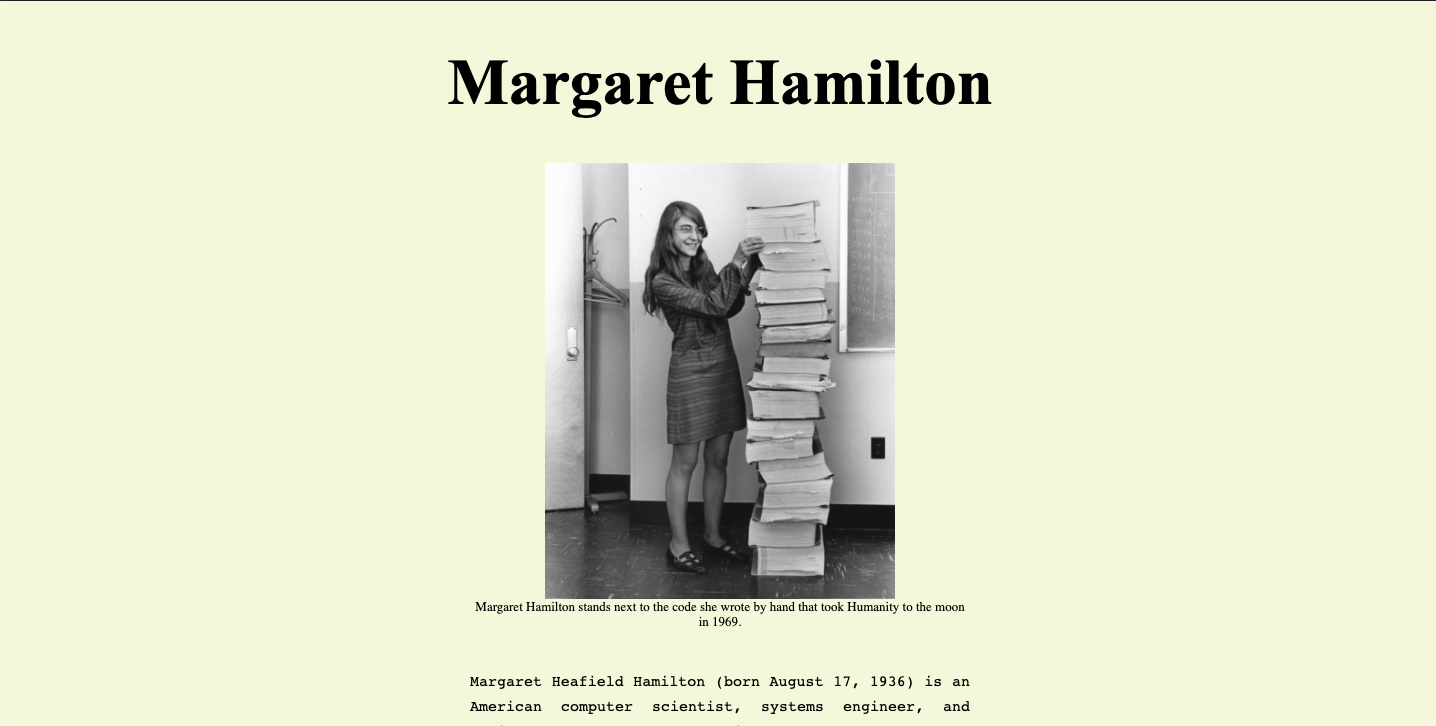 Margaret Hamilton
Margaret Hamilton stands next to the code she wrote by hand that took Humanity to the moon
in 1969.
Margaret Heafield Hamilton (born August 17, 1936) is an
American computer scientist, systems engineer, and